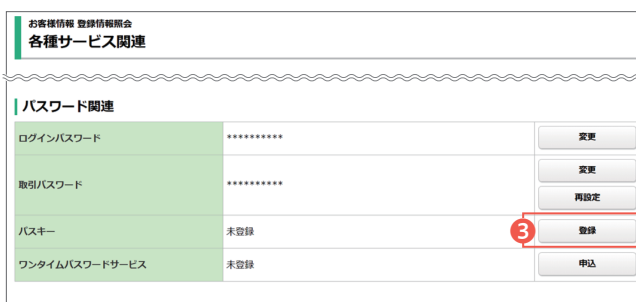 お客様情報 登録情報照会
各種サービス関連
パスワード関連
ログインパスワード ********** 変更
取引パスワード ********** 変更
再設定
パスキー 未登録 3 登録
ワンタイムパスワードサービス 未登録 申込